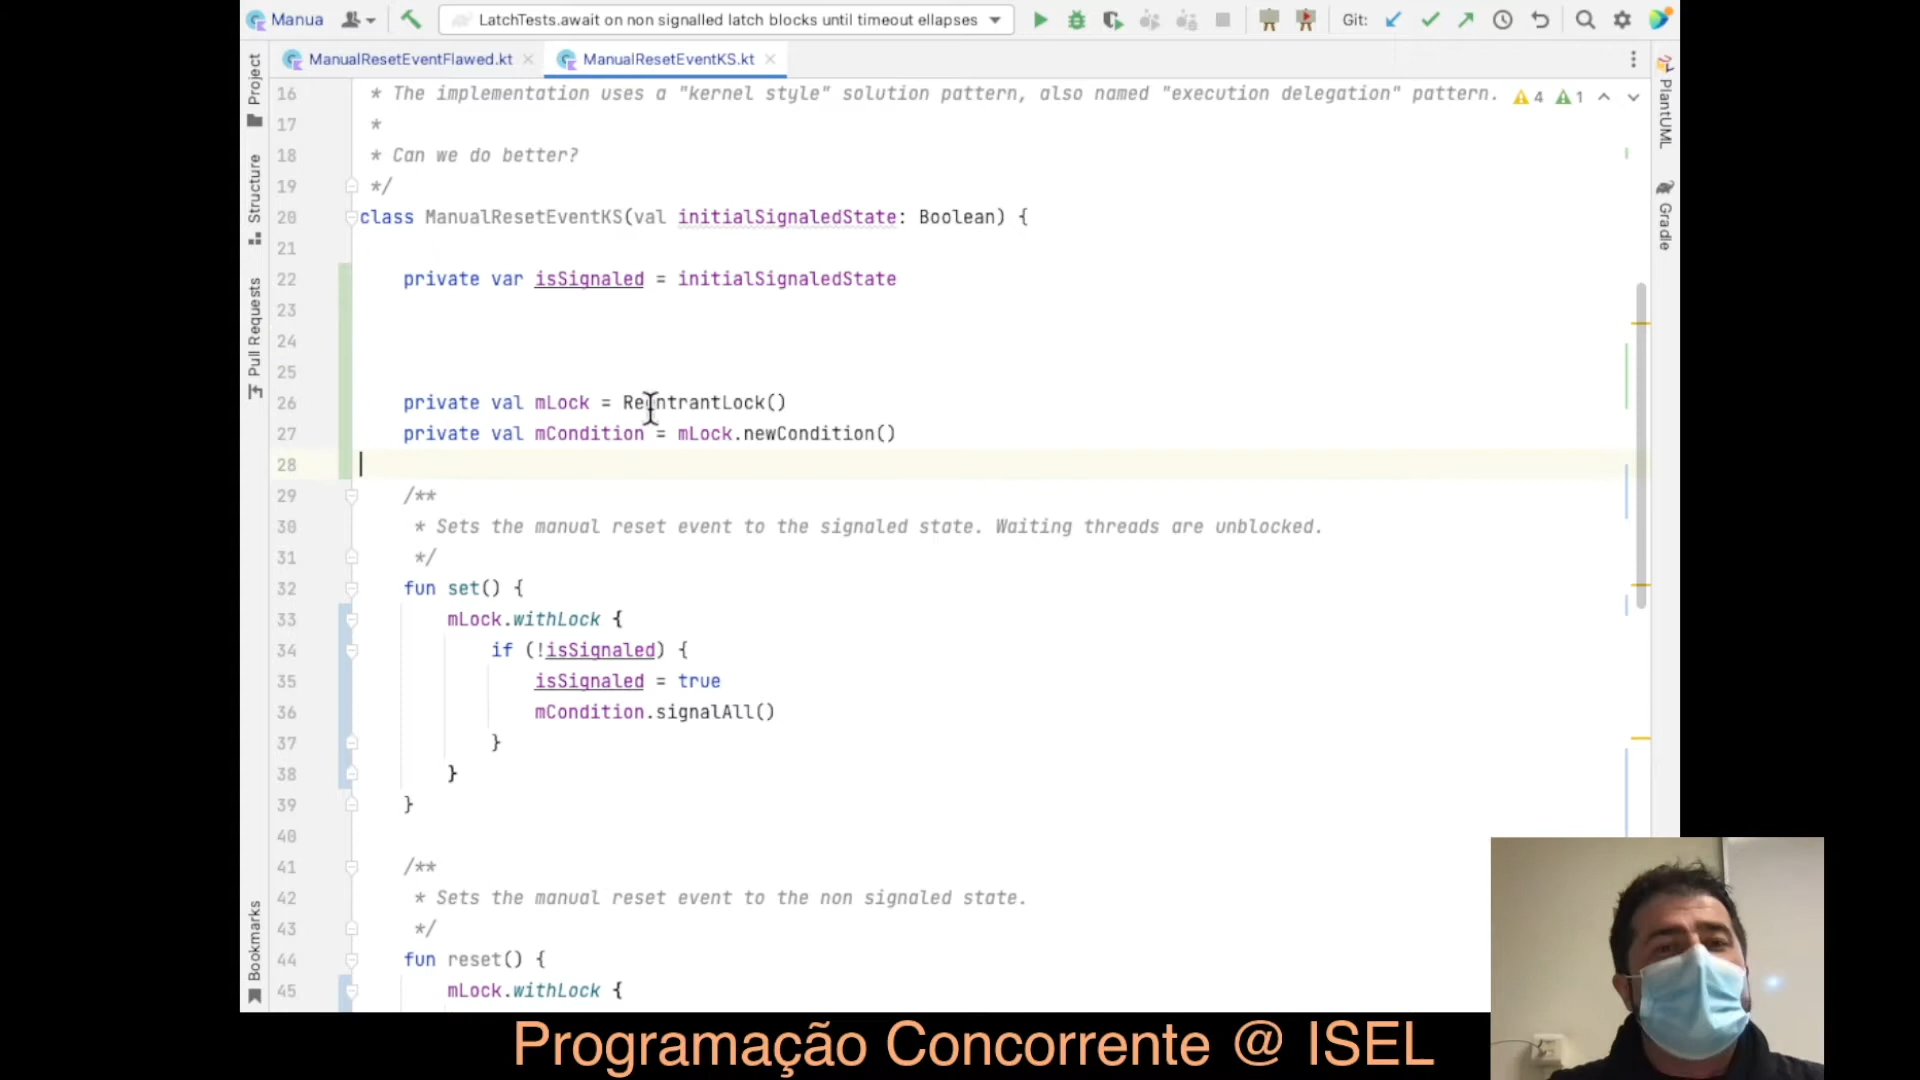 Manua
LatchTests.await on non signalled latch blocks until timeout ellapses
Git:
ManualResetEventFlawed.kt
ManualResetEventKS.kt
Project
Structure
Pull Requests
Bookmarks
PlantUML
Gradle
4
1
16 * The implementation uses a "kernel style" solution pattern, also named "execution delegation" pattern.
17 *
18 * Can we do better?
19 */
20 class ManualResetEventKS(val initialSignaledState: Boolean) {
21
22 private var isSignaled = initialSignaledState
23
24
25
26 private val mLock = ReentrantLock()
27 private val mCondition = mLock.newCondition()
28
29 /**
30 * Sets the manual reset event to the signaled state. Waiting threads are unblocked.
31 */
32 fun set() {
33 mLock.withLock {
34 if (!isSignaled) {
35 isSignaled = true
36 mCondition.signalAll()
37 }
38 }
39 }
40
41 /**
42 * Sets the manual reset event to the non signaled state.
43 */
44 fun reset() {
45 mLock.withLock {
Programação Concorrente @ ISEL